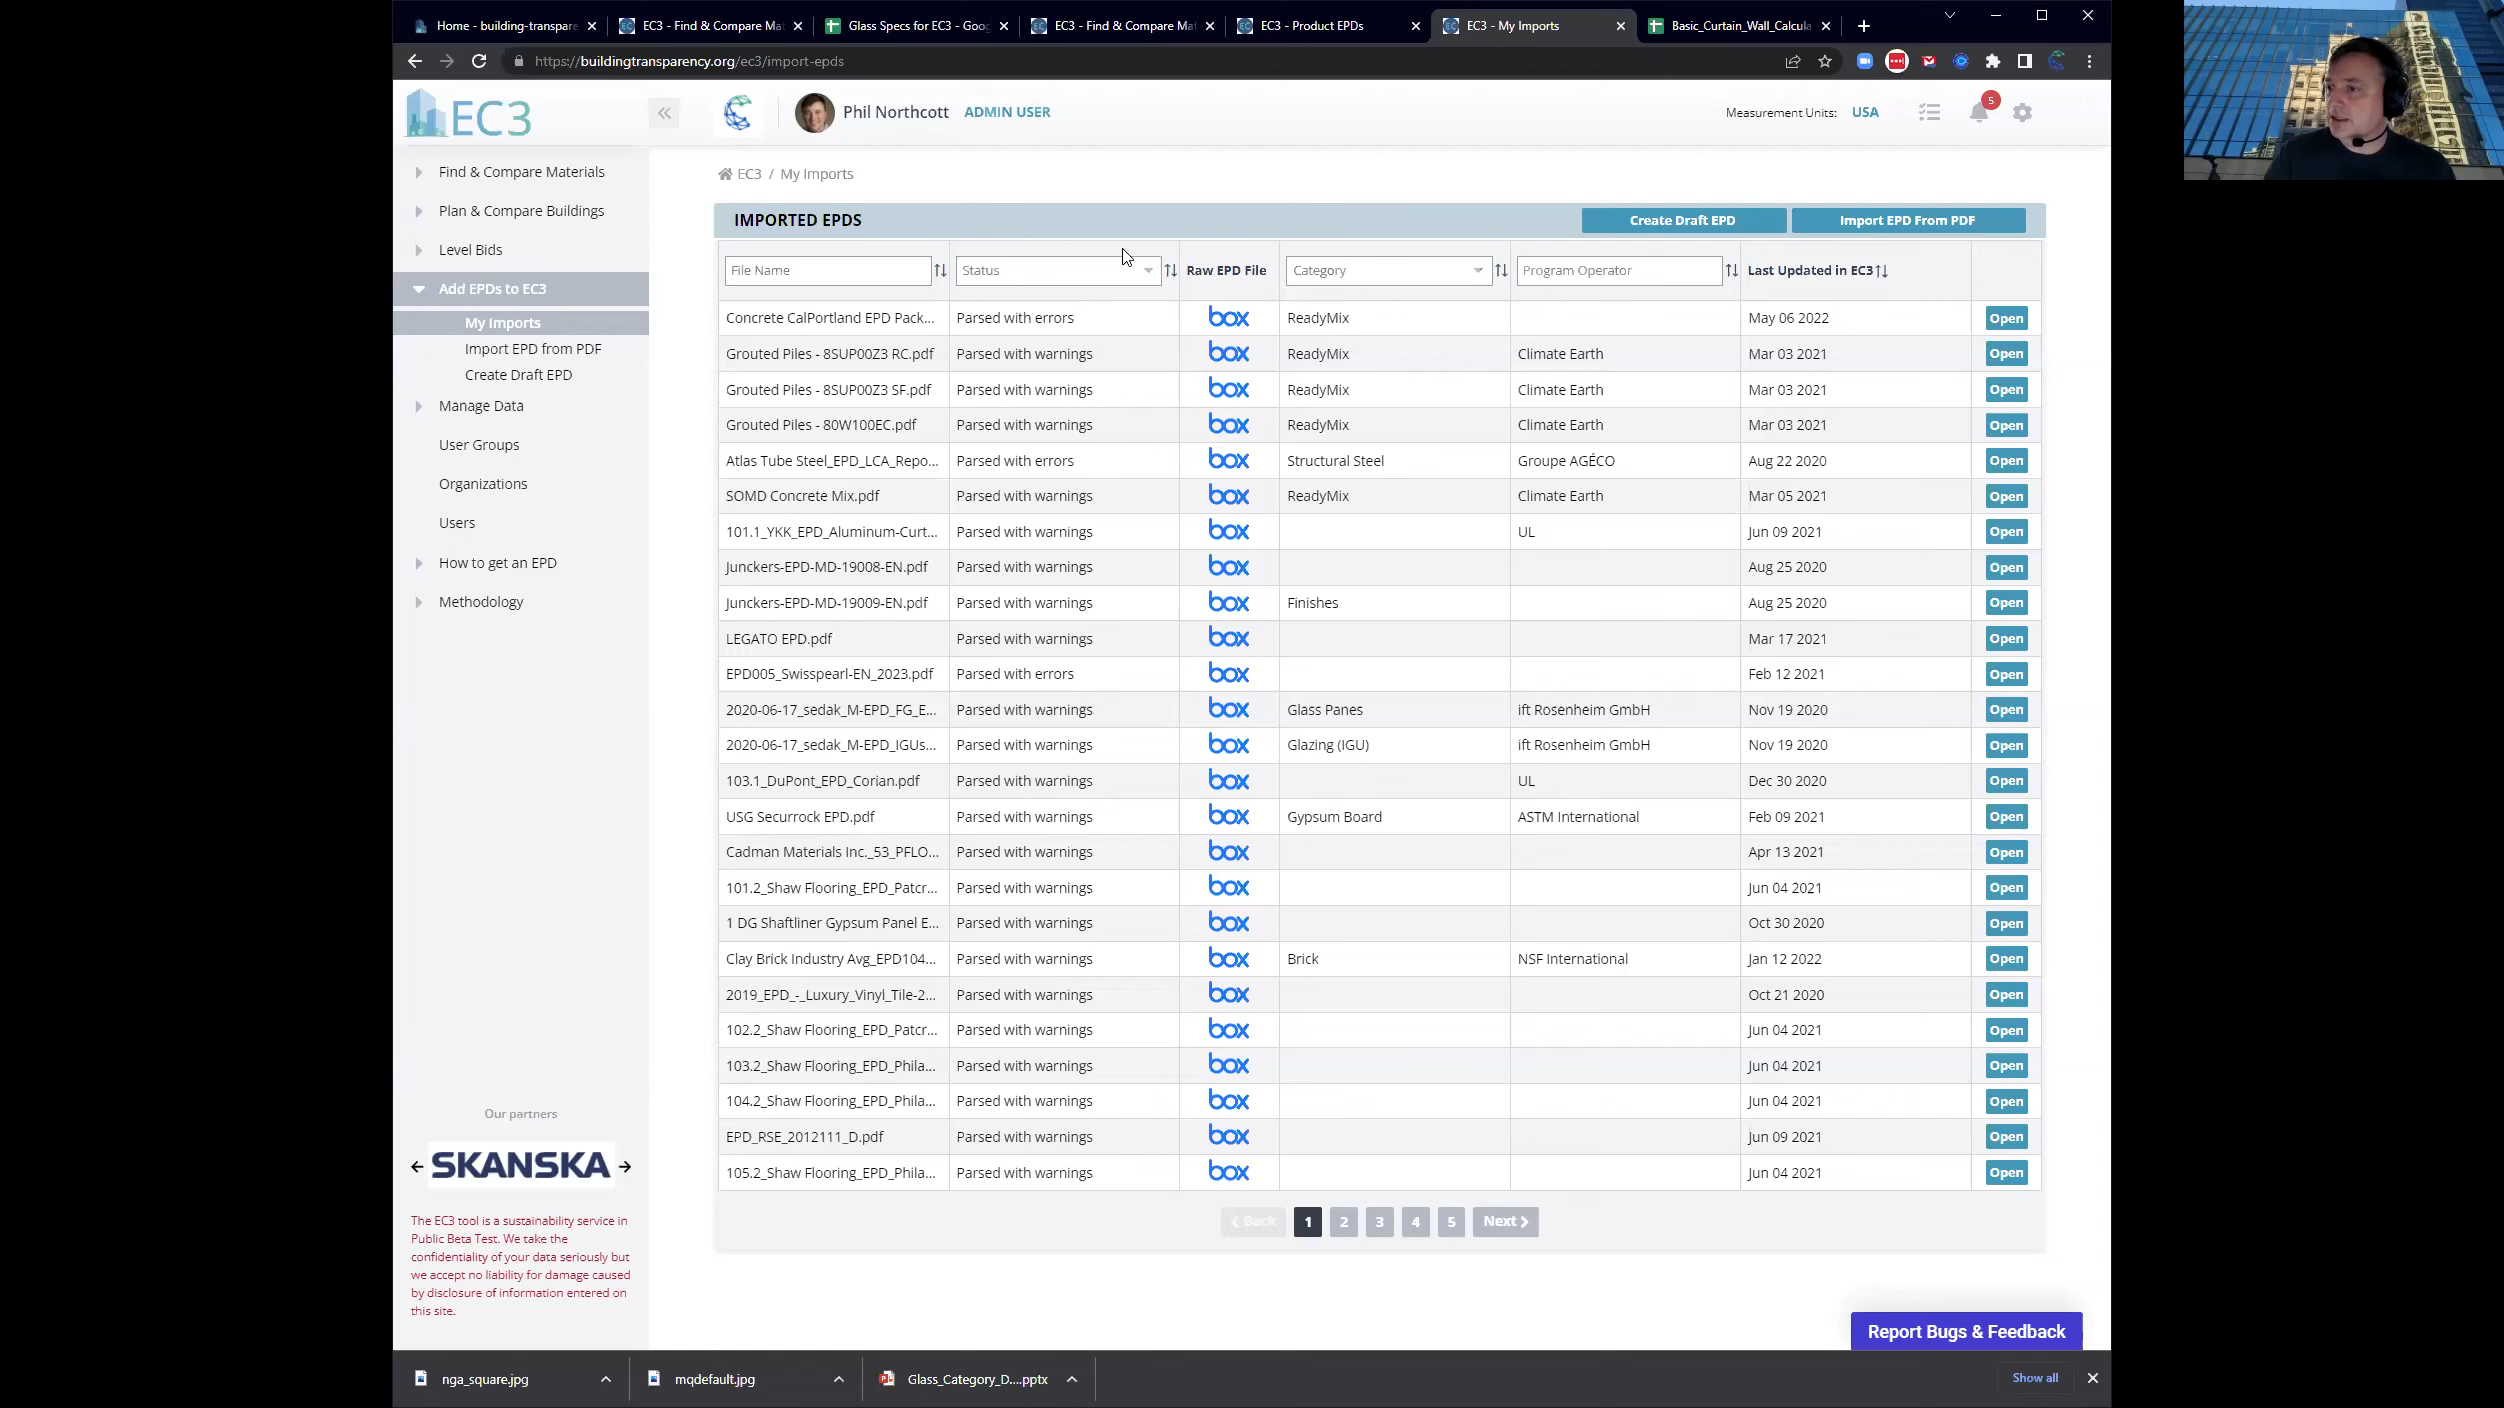 Home - building-transpare
EC3 - Find & Compare Ma
Glass Specs for EC3 - Goog
EC3 - Find & Compare Ma
EC3 - Product EPDs
EC3 - My Imports
Basic_Curtain_Wall_Calcula
https://buildingtransparency.org/ec3/import-epds
EC3
Phil Northcott ADMIN USER
Measurement Units: USA
5
Find & Compare Materials
Plan & Compare Buildings
Level Bids
Add EPDs to EC3
My Imports
Import EPD from PDF
Create Draft EPD
Manage Data
User Groups
Organizations
Users
How to get an EPD
Methodology
Our partners
SKANSKA
The EC3 tool is a sustainability service in
Public Beta Test. We take the
confidentiality of your data seriously but
we accept no liability for damage caused
by disclosure of information entered on
this site.
EC3 / My Imports
IMPORTED EPDS Create Draft EPD Import EPD From PDF
File Name Status Raw EPD File Category Program Operator Last Updated in EC3
Concrete CalPortland EPD Pack... Parsed with errors box ReadyMix May 06 2022 Open
Grouted Piles - 8SUP00Z3 RC.pdf Parsed with warnings box ReadyMix Climate Earth Mar 03 2021 Open
Grouted Piles - 8SUP00Z3 SF.pdf Parsed with warnings box ReadyMix Climate Earth Mar 03 2021 Open
Grouted Piles - 80W100EC.pdf Parsed with warnings box ReadyMix Climate Earth Mar 03 2021 Open
Atlas Tube Steel_EPD_LCA_Repo... Parsed with errors box Structural Steel Groupe AGÉCO Aug 22 2020 Open
SOMD Concrete Mix.pdf Parsed with warnings box ReadyMix Climate Earth Mar 05 2021 Open
101.1_YKK_EPD_Aluminum-Curt... Parsed with warnings box UL Jun 09 2021 Open
Junckers-EPD-MD-19008-EN.pdf Parsed with warnings box Aug 25 2020 Open
Junckers-EPD-MD-19009-EN.pdf Parsed with warnings box Finishes Aug 25 2020 Open
LEGATO EPD.pdf Parsed with warnings box Mar 17 2021 Open
EPD005_Swisspearl-EN_2023.pdf Parsed with errors box Feb 12 2021 Open
2020-06-17_sedak_M-EPD_FG_E... Parsed with warnings box Glass Panes ift Rosenheim GmbH Nov 19 2020 Open
2020-06-17_sedak_M-EPD_IGUs... Parsed with warnings box Glazing (IGU) ift Rosenheim GmbH Nov 19 2020 Open
103.1_DuPont_EPD_Corian.pdf Parsed with warnings box UL Dec 30 2020 Open
USG Securrock EPD.pdf Parsed with warnings box Gypsum Board ASTM International Feb 09 2021 Open
Cadman Materials Inc._53_PFLO... Parsed with warnings box Apr 13 2021 Open
101.2_Shaw Flooring_EPD_Patcr... Parsed with warnings box Jun 04 2021 Open
1 DG Shaftliner Gypsum Panel E... Parsed with warnings box Oct 30 2020 Open
Clay Brick Industry Avg_EPD104... Parsed with warnings box Brick NSF International Jan 12 2022 Open
2019_EPD_-_Luxury_Vinyl_Tile-2... Parsed with warnings box Oct 21 2020 Open
102.2_Shaw Flooring_EPD_Patcr... Parsed with warnings box Jun 04 2021 Open
103.2_Shaw Flooring_EPD_Phila... Parsed with warnings box Jun 04 2021 Open
104.2_Shaw Flooring_EPD_Phila... Parsed with warnings box Jun 04 2021 Open
EPD_RSE_2012111_D.pdf Parsed with warnings box Jun 09 2021 Open
105.2_Shaw Flooring_EPD_Phila... Parsed with warnings box Jun 04 2021 Open
Back 1 2 3 4 5 Next
Report Bugs & Feedback
nga_square.jpg
mqdefault.jpg
Glass_Category_D....pptx
Show all